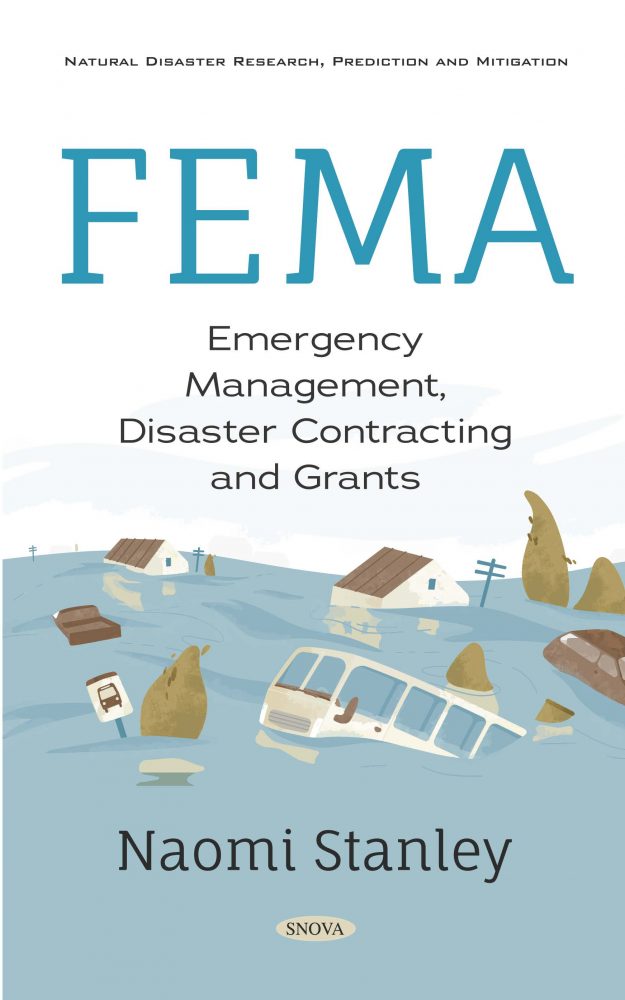 Natural Disaster Research, Prediction and Mitigation
FEMA
Emergency
Management,
Disaster Contracting
and Grants
Naomi Stanley
SNOVA